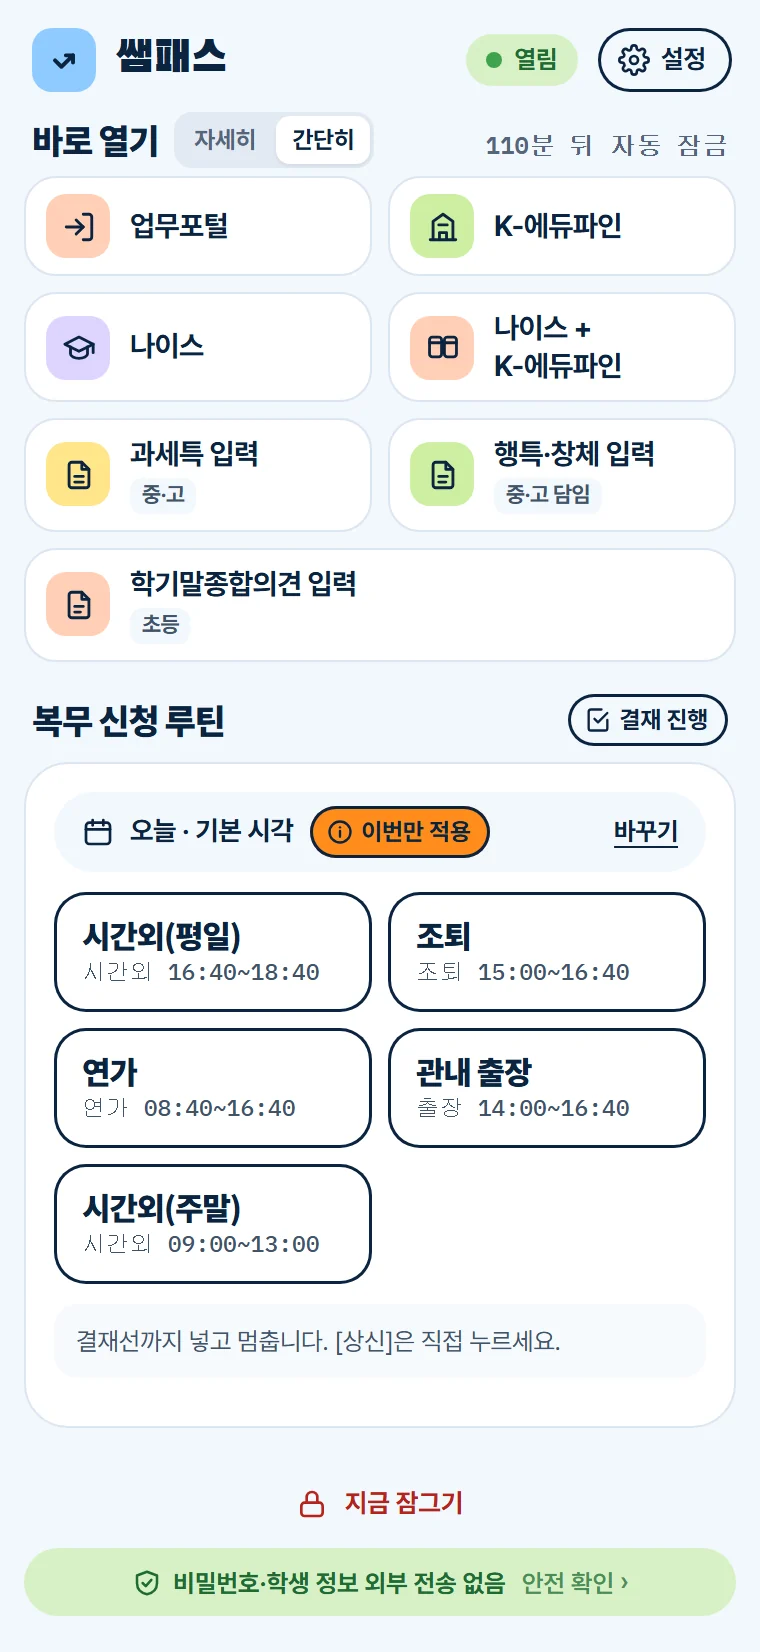 쌤패스
열림
설정
바로 열기
자세히
간단히
110분 뒤 자동 잠금
업무포털
K-에듀파인
나이스
나이스 +
K-에듀파인
과세특 입력
중·고
행특·창체 입력
중·고 담임
학기말종합의견 입력
초등
복무 신청 루틴
결재 진행
오늘 · 기본 시각
이번만 적용
바꾸기
시간외(평일)
시간외 16:40~18:40
조퇴
조퇴 15:00~16:40
연가
연가 08:40~16:40
관내 출장
출장 14:00~16:40
시간외(주말)
시간외 09:00~13:00
결재선까지 넣고 멈춥니다. [상신]은 직접 누르세요.
지금 잠그기
비밀번호·학생 정보 외부 전송 없음 안전 확인 ›